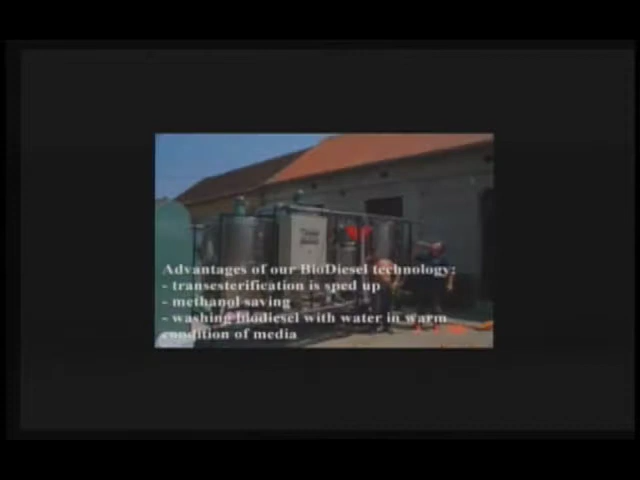 Advantages of our BioDiesel technology:
- transesterification is sped up
- methanol saving
- washing biodiesel with water in warm
condition of media